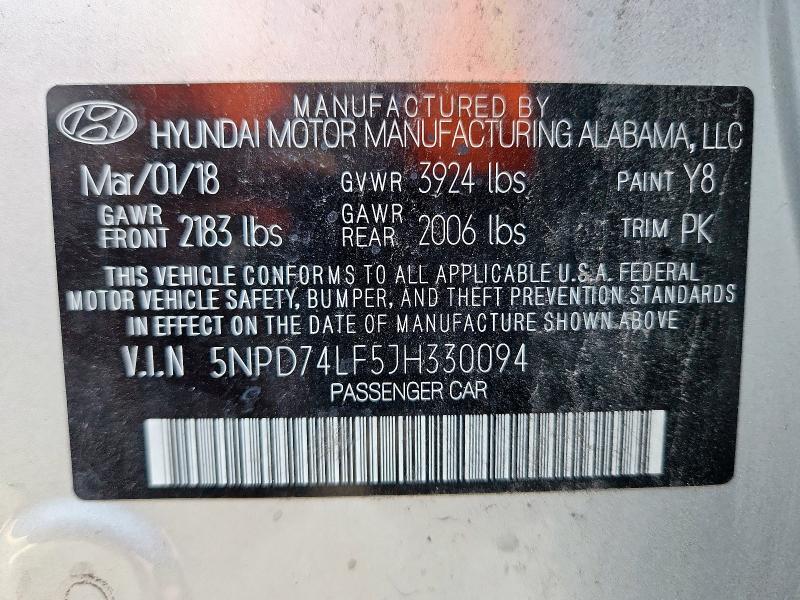 MANUFACTURED BY
HYUNDAI MOTOR MANUFACTURING ALABAMA, LLC
Mar/01/18 GVWR 3924 lbs PAINT Y8
GAWR FRONT 2183 lbs GAWR REAR 2006 lbs TRIM PK
THIS VEHICLE CONFORMS TO ALL APPLICABLE U.S.A. FEDERAL
MOTOR VEHICLE SAFETY, BUMPER, AND THEFT PREVENTION STANDARDS
IN EFFECT ON THE DATE OF MANUFACTURE SHOWN ABOVE
V.I.N 5NPD74LF5JH330094
PASSENGER CAR